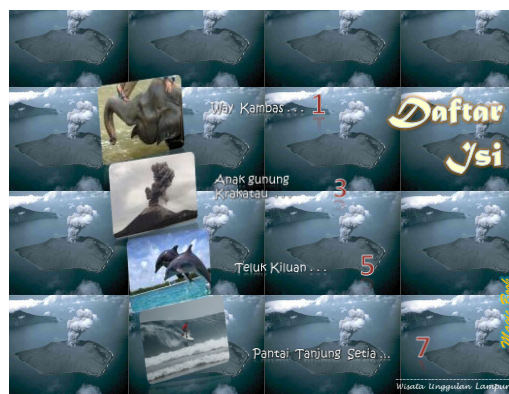 Daftar
Isi
Way Kambas . . . 1
Anak gunung
Krakatau . . . 3
Teluk Kiluan . . . 5
Pantai Tanjung Setia ... 7
Wisata Unggulan Lampun